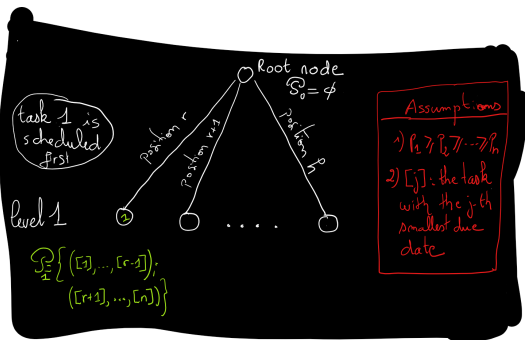 Root node
S₀ = ϕ
task 1 is
scheduled
first
Position r
Position r+1
Position h
level 1
1
. . . .
S₁={([1],...,[r-1]);
([r+1],...,[n])}
Assumptions
1) P₁ ⩾ P₂ ⩾ ... ⩾ Pₙ
2) [j]: the task
with the j-th
smallest due
date